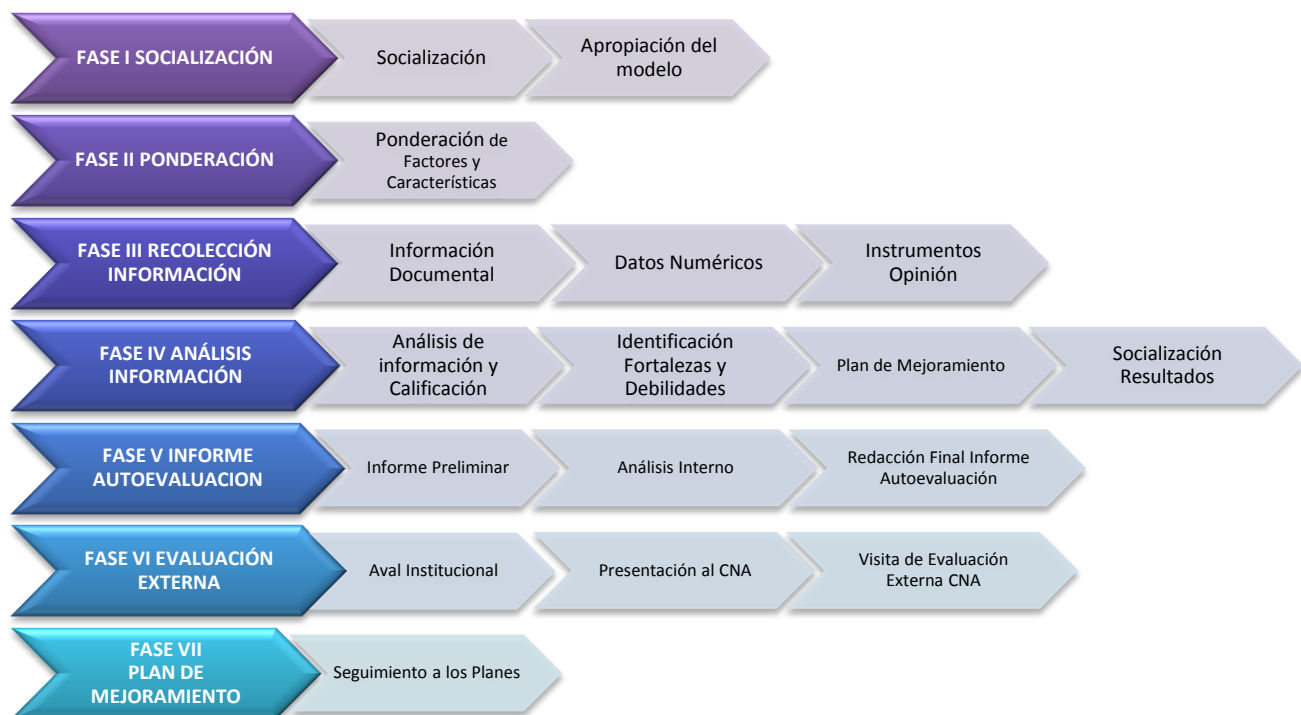 FASE I SOCIALIZACIÓN
Socialización
Apropiación del
modelo
FASE II PONDERACIÓN
Ponderación de
Factores y
Características
FASE III RECOLECCIÓN
INFORMACIÓN
Información
Documental
Datos Numéricos
Instrumentos
Opinión
FASE IV ANÁLISIS
INFORMACIÓN
Análisis de
información y
Calificación
Identificación
Fortalezas y
Debilidades
Plan de Mejoramiento
Socialización
Resultados
FASE V INFORME
AUTOEVALUACION
Informe Preliminar
Análisis Interno
Redacción Final Informe
Autoevaluación
FASE VI EVALUACIÓN
EXTERNA
Aval Institucional
Presentación al CNA
Visita de Evaluación
Externa CNA
FASE VII
PLAN DE
MEJORAMIENTO
Seguimiento a los Planes